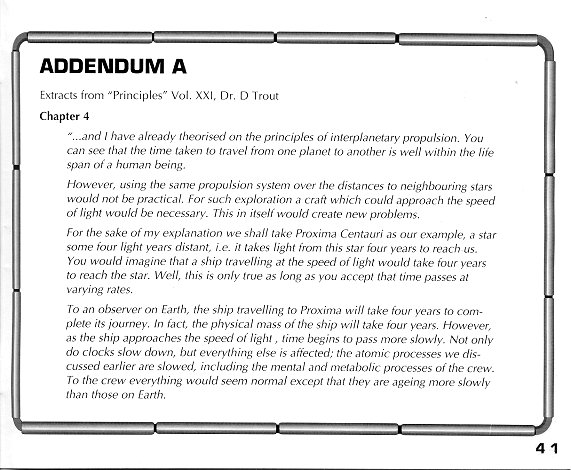 ADDENDUM A
Extracts from "Principles" Vol. XXI, Dr. D Trout
Chapter 4
"...and I have already theorised on the principles of interplanetary propulsion. You
can see that the time taken to travel from one planet to another is well within the life
span of a human being.
However, using the same propulsion system over the distances to neighbouring stars
would not be practical. For such exploration a craft which could approach the speed
of light would be necessary. This in itself would create new problems.
For the sake of my explanation we shall take Proxima Centauri as our example, a star
some four light years distant, i.e. it takes light from this star four years to reach us.
You would imagine that a ship travelling at the speed of light would take four years
to reach the star. Well, this is only true as long as you accept that time passes at
varying rates.
To an observer on Earth, the ship travelling to Proxima will take four years to com-
plete its journey. In fact, the physical mass of the ship will take four years. However,
as the ship approaches the speed of light , time begins to pass more slowly. Not only
do clocks slow down, but everything else is affected; the atomic processes we dis-
cussed earlier are slowed, including the mental and metabolic processes of the crew.
To the crew everything would seem normal except that they are ageing more slowly
than those on Earth.
4 1